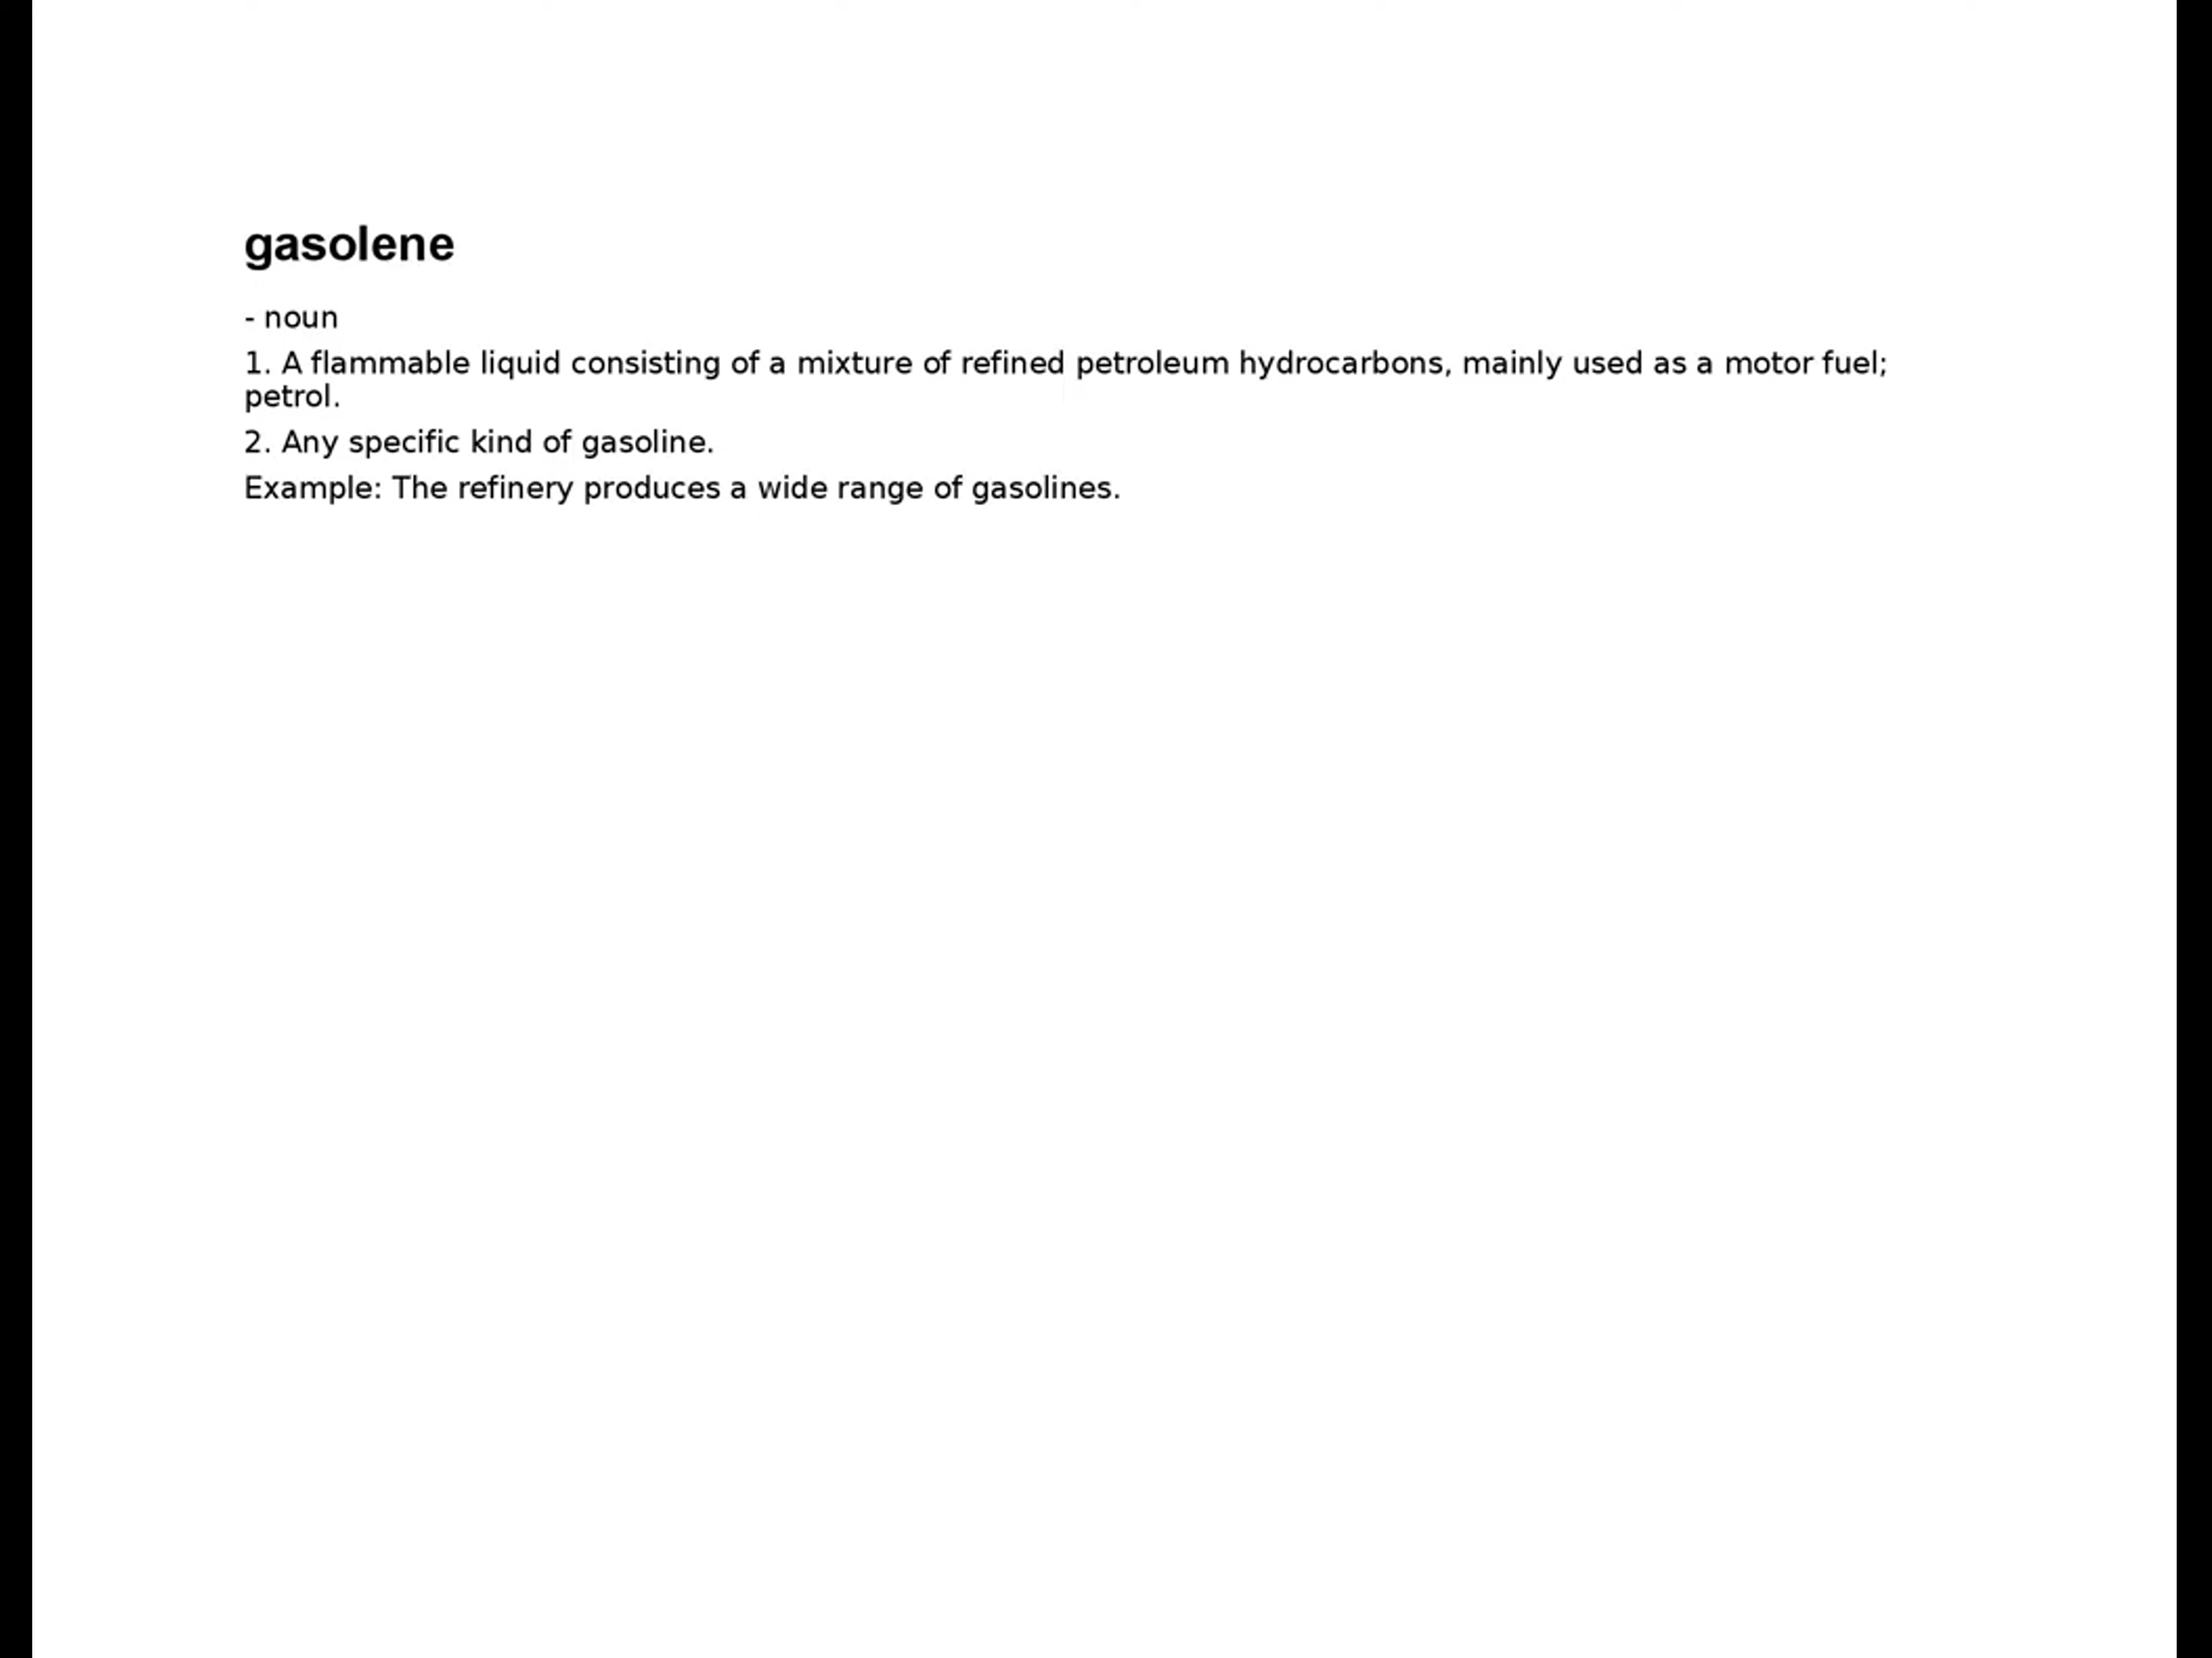 gasolene
- noun
1. A flammable liquid consisting of a mixture of refined petroleum hydrocarbons, mainly used as a motor fuel;
petrol.
2. Any specific kind of gasoline.
Example: The refinery produces a wide range of gasolines.